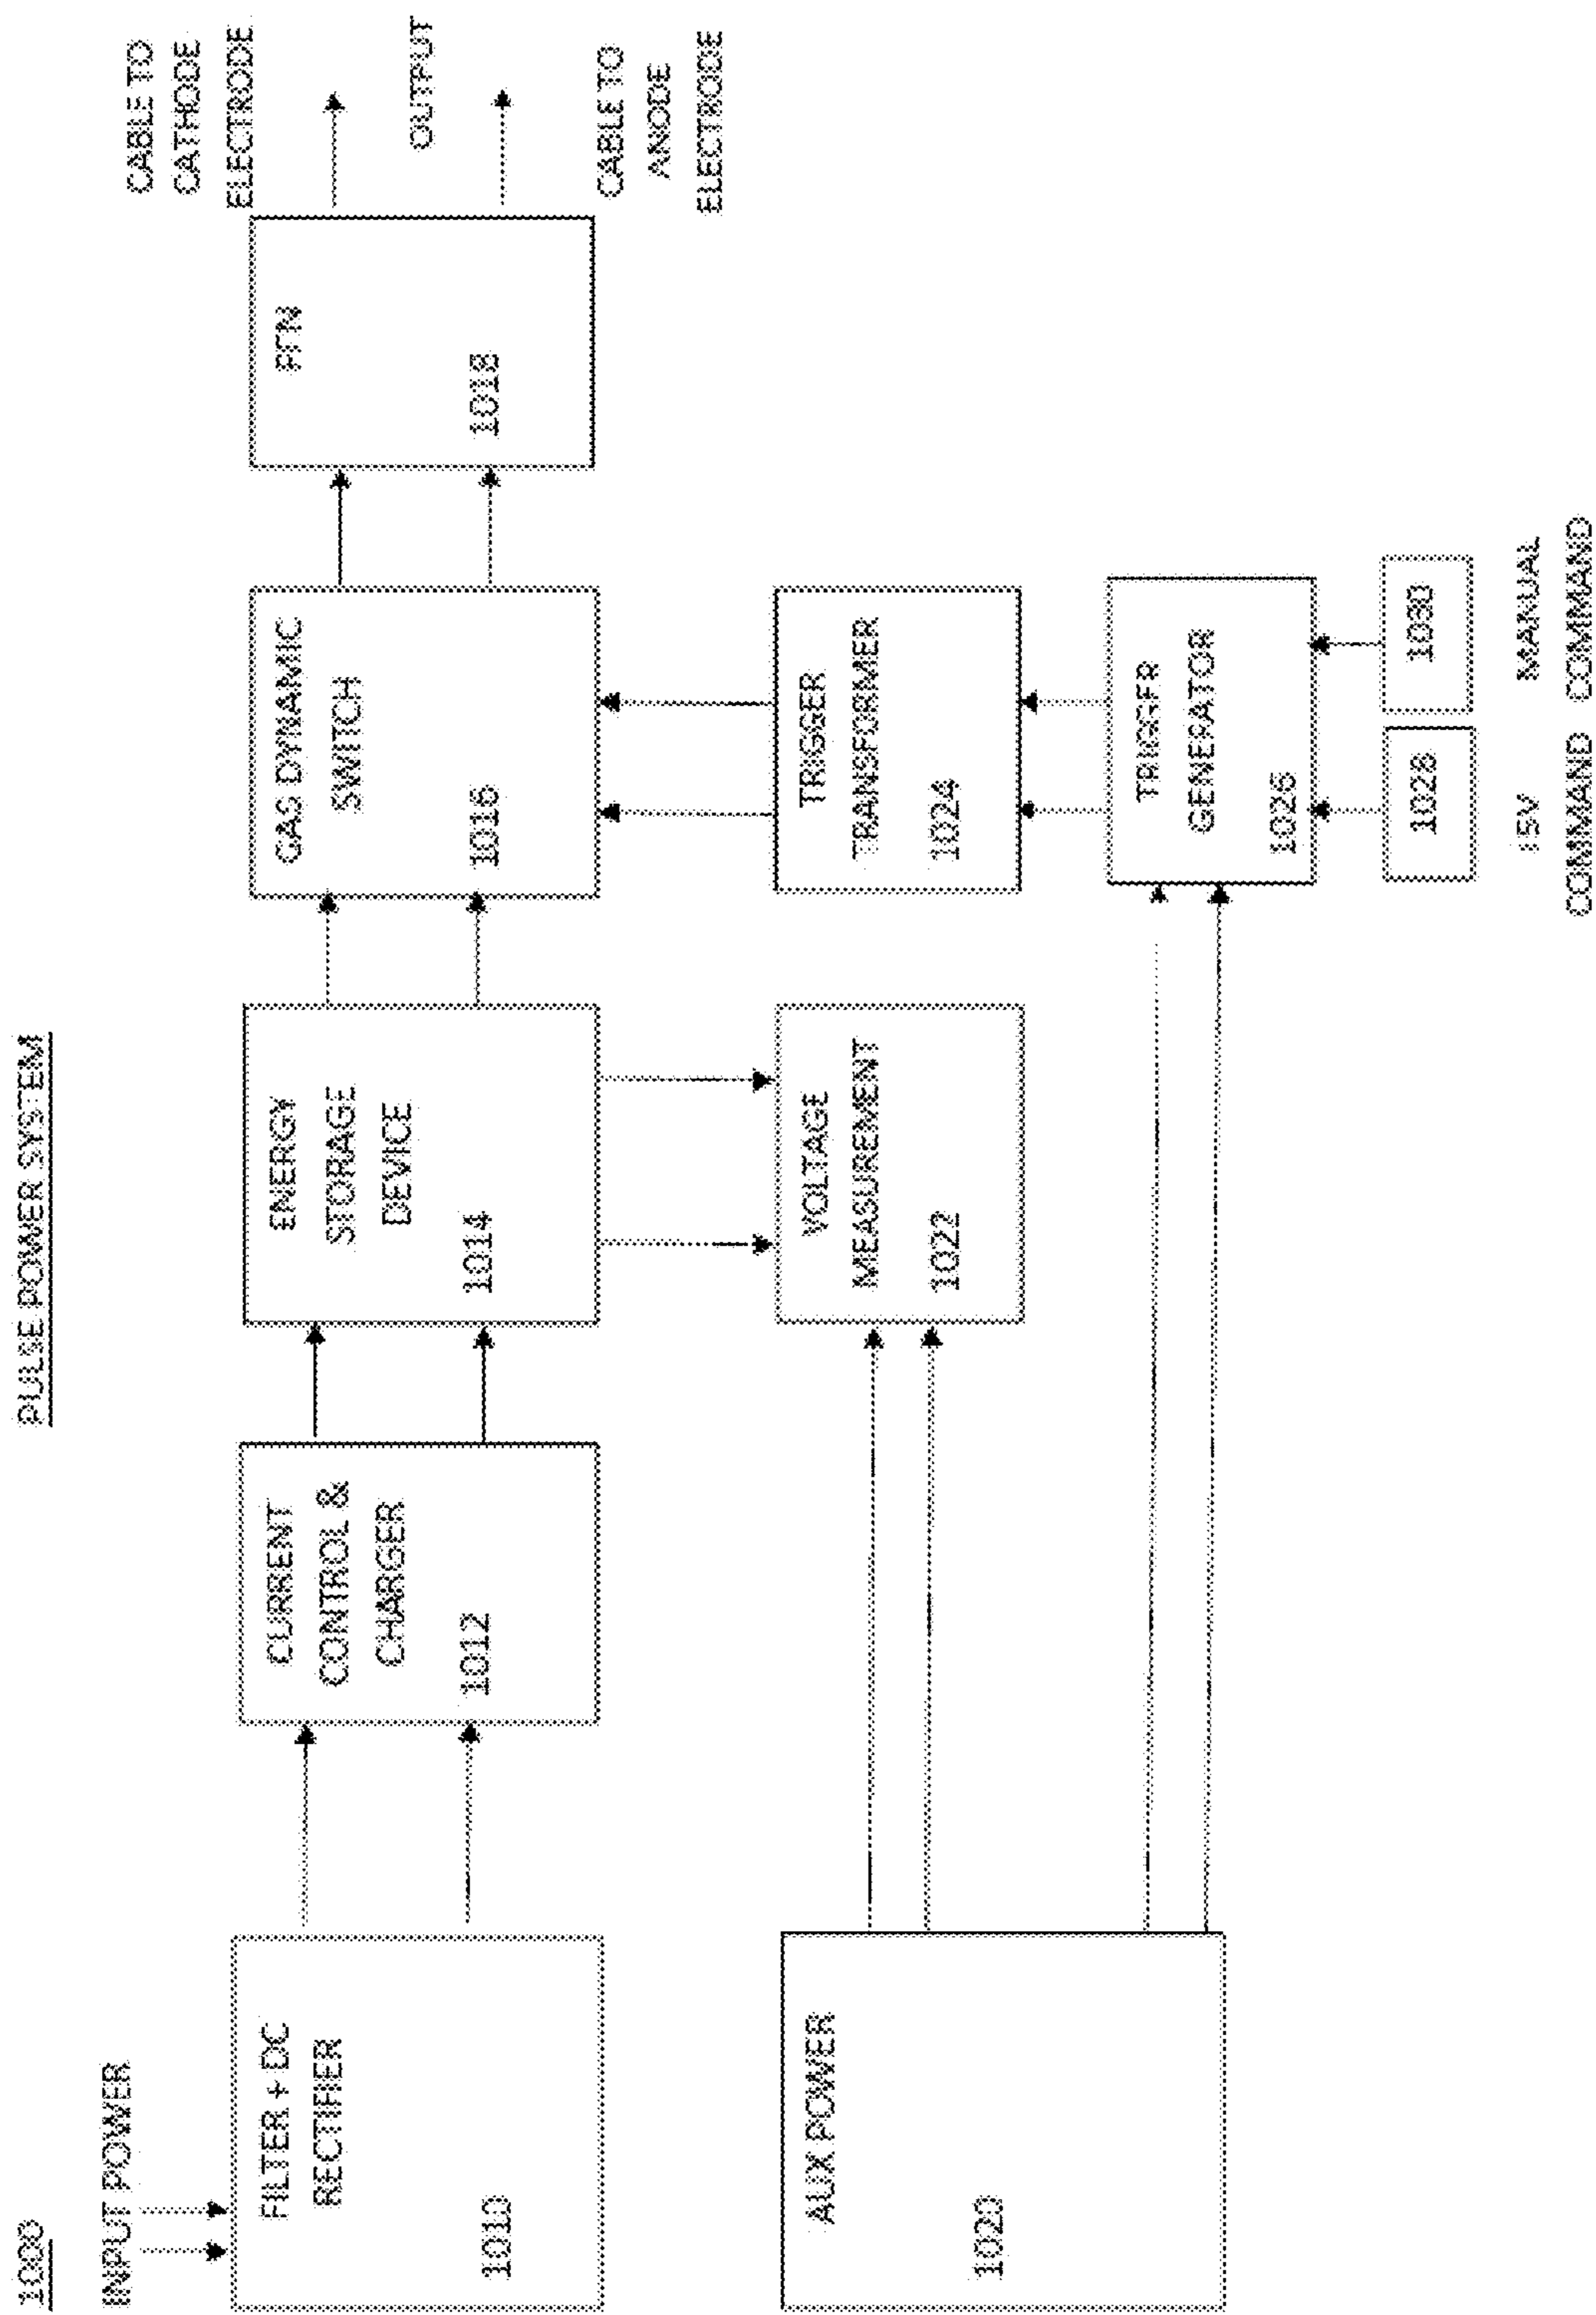 1000
PULSE POWER SYSTEM
INPUT POWER
FILTER + DC
RECTIFIER
1010
CURRENT
CONTROL &
CHARGER
1012
ENERGY
STORAGE
DEVICE
1014
GAS DYNAMIC
SWITCH
1016
PFN
1018
CABLE TO
CATHODE
ELECTRODE
OUTPUT
CABLE TO
ANODE
ELECTRODE
AUX POWER
1020
VOLTAGE
MEASUREMENT
1022
TRIGGER
TRANSFORMER
1024
TRIGGER
GENERATOR
1026
1028
1030
COMMAND
MANUAL
COMMAND